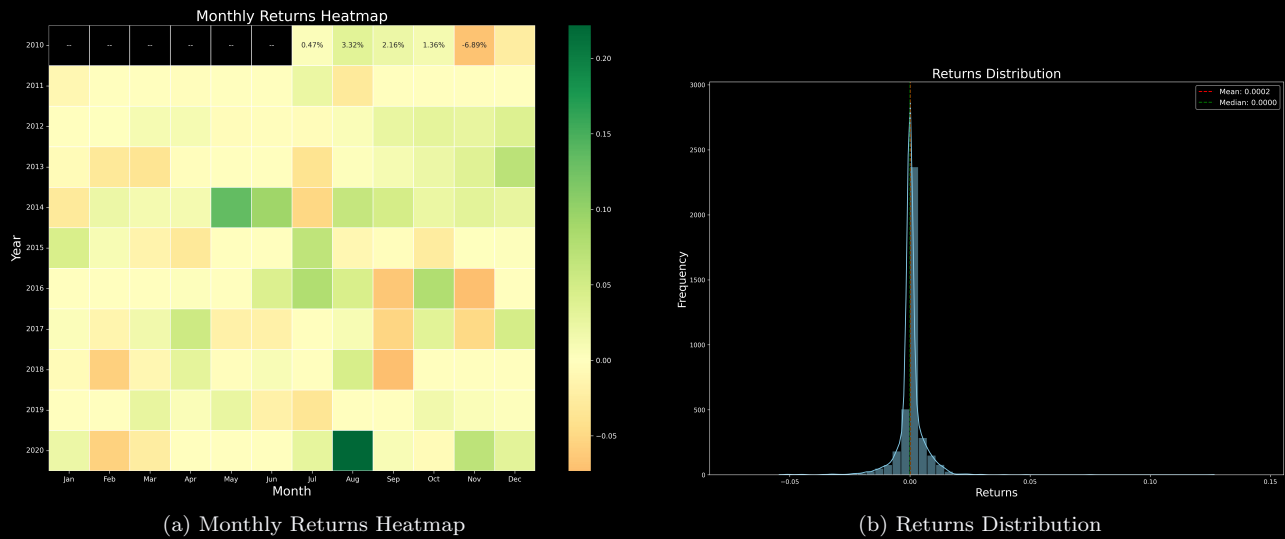 Monthly Returns Heatmap
2010 -- -- -- -- -- -- 0.47% 3.32% 2.16% 1.36% -6.89%
2011
2012
2013
2014
2015
2016
2017
2018
2019
2020
Year
Jan Feb Mar Apr May Jun Jul Aug Sep Oct Nov Dec
Month
0.20
0.15
0.10
0.05
0.00
−0.05
(a) Monthly Returns Heatmap
Returns Distribution
Mean: 0.0002
Median: 0.0000
3000
2500
2000
1500
1000
500
0
Frequency
−0.05 0.00 0.05 0.10 0.15
Returns
(b) Returns Distribution